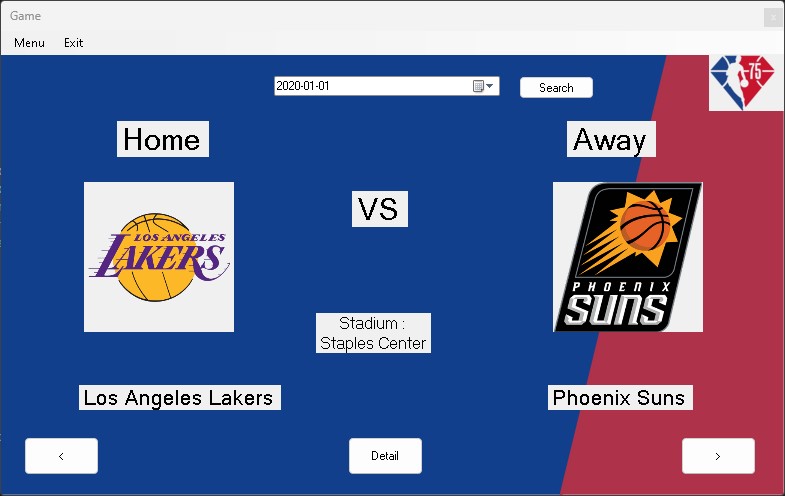 Game
x
Menu Exit
2020-01-01
Search
75
Home
Away
LOS ANGELES
LAKERS
VS
PHOENIX
SUNS
Stadium :
Staples Center
Los Angeles Lakers
Phoenix Suns
<
Detail
>